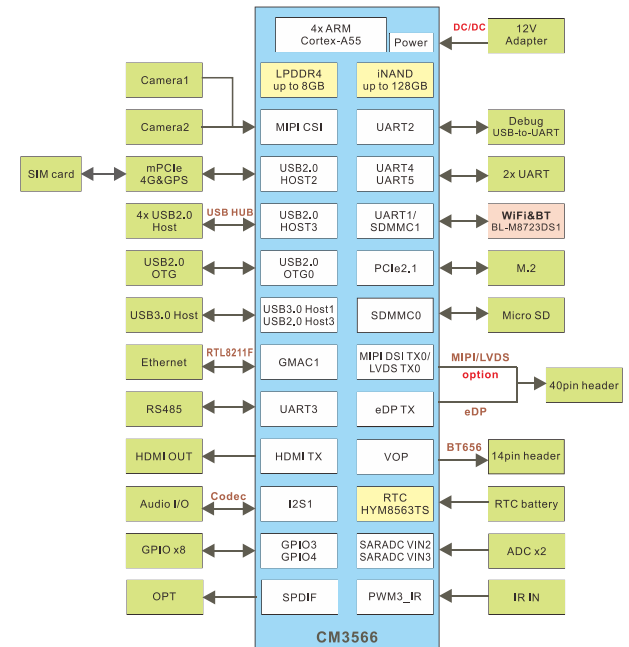 4x ARM
Cortex-A55
Power
DC/DC
12V
Adapter
Camera1
LPDDR4
up to 8GB
iNAND
up to 128GB
Camera2
MIPI CSI
UART2
Debug
USB-to-UART
SIM card
mPCIe
4G&GPS
USB2.0
HOST2
UART4
UART5
2x UART
4x USB2.0
Host
USB HUB
USB2.0
HOST3
UART1/
SDMMC1
WiFi&BT
BL-M8723DS1
USB2.0
OTG
USB2.0
OTG0
PCIe2.1
M.2
USB3.0 Host
USB3.0 Host1
USB2.0 Host3
SDMMC0
Micro SD
Ethernet
RTL8211F
GMAC1
MIPI DSI TX0/
LVDS TX0
MIPI/LVDS
option
40pin header
RS485
UART3
eDP TX
eDP
HDMI OUT
HDMI TX
VOP
BT656
14pin header
Audio I/O
Codec
I2S1
RTC
HYM8563TS
RTC battery
GPIO x8
GPIO3
GPIO4
SARADC VIN2
SARADC VIN3
ADC x2
OPT
SPDIF
PWM3_IR
IR IN
CM3566